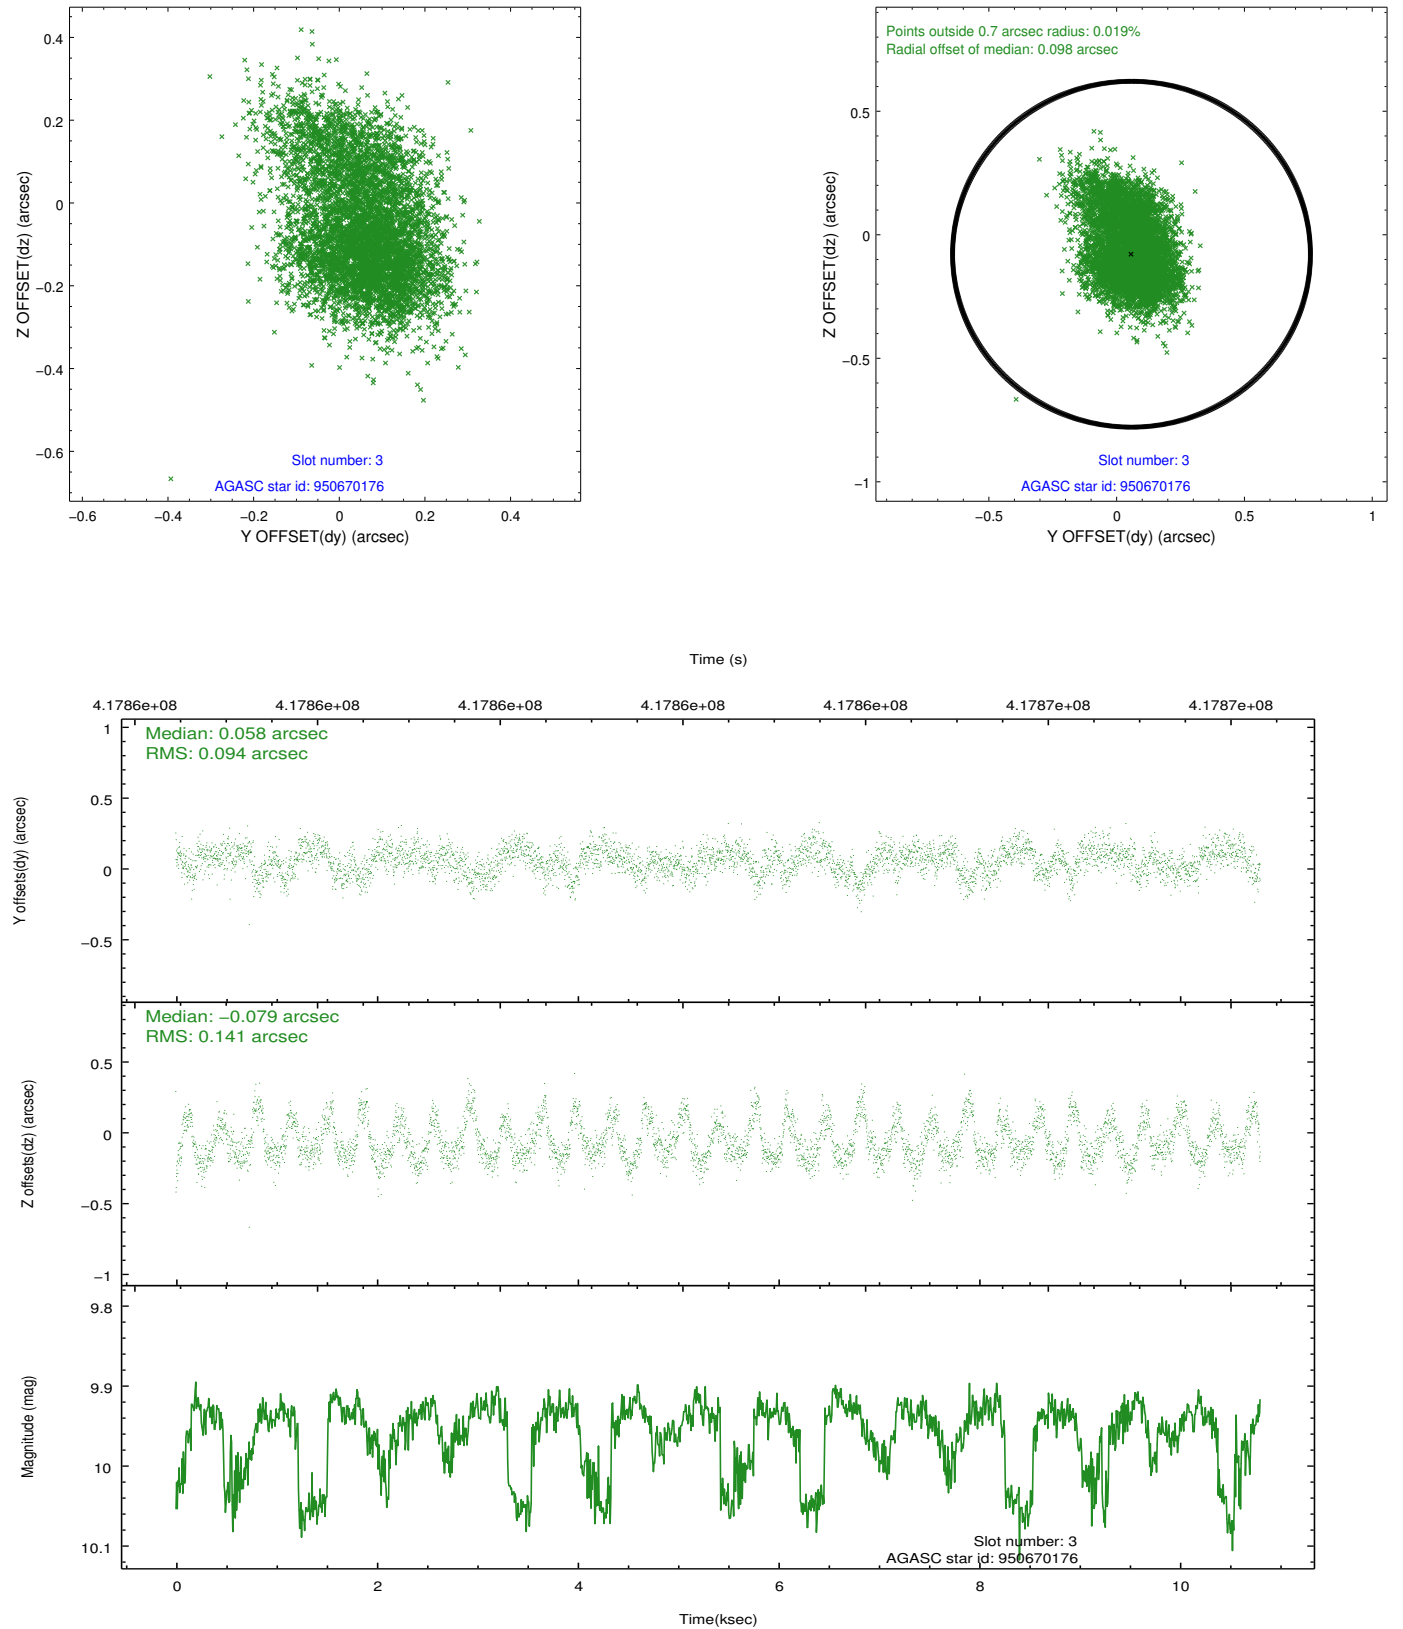 0.4
0.2
0
−0.2
−0.4
−0.6
Z OFFSET(dz) (arcsec)
Slot number: 3
AGASC star id: 950670176
−0.6 −0.4 −0.2 0 0.2 0.4
Y OFFSET(dy) (arcsec)
Points outside 0.7 arcsec radius: 0.019%
Radial offset of median: 0.098 arcsec
0.5
0
−0.5
−1
Z OFFSET(dz) (arcsec)
Slot number: 3
AGASC star id: 950670176
−0.5 0 0.5 1
Y OFFSET(dy) (arcsec)
Time (s)
4.1786e+08 4.1786e+08 4.1786e+08 4.1786e+08 4.1786e+08 4.1787e+08 4.1787e+08
Median: 0.058 arcsec
RMS: 0.094 arcsec
1
0.5
0
−0.5
Y offsets(dy) (arcsec)
Median: −0.079 arcsec
RMS: 0.141 arcsec
0.5
0
−0.5
−1
Z offsets(dz) (arcsec)
9.8
9.9
10
10.1
Magnitude (mag)
Slot number: 3
AGASC star id: 950670176
0 2 4 6 8 10
Time(ksec)